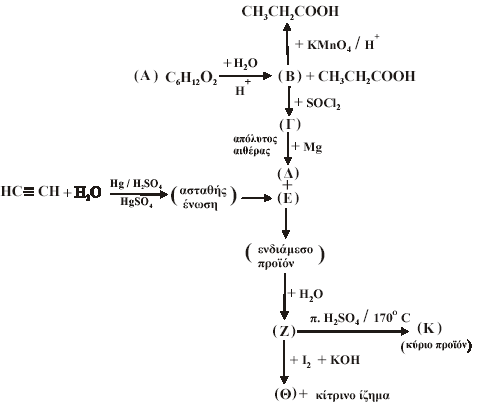 CH₃CH₂COOH
+ KMnO₄ / H⁺
(A) C₆H₁₂O₂ +H₂O H⁺ (B) + CH₃CH₂COOH
+ SOCl₂
(Γ)
απόλυτος αιθέρας + Mg
(Δ)
+
HC≡CH + H₂O Hg / H₂SO₄ HgSO₄ (ασταθής ένωση) (E)
(ενδιάμεσο προϊόν)
+ H₂O
(Z) π. H₂SO₄ / 170° C (K)
(κύριο προϊόν)
+ I₂ + KOH
(Θ) + κίτρινο ίζημα